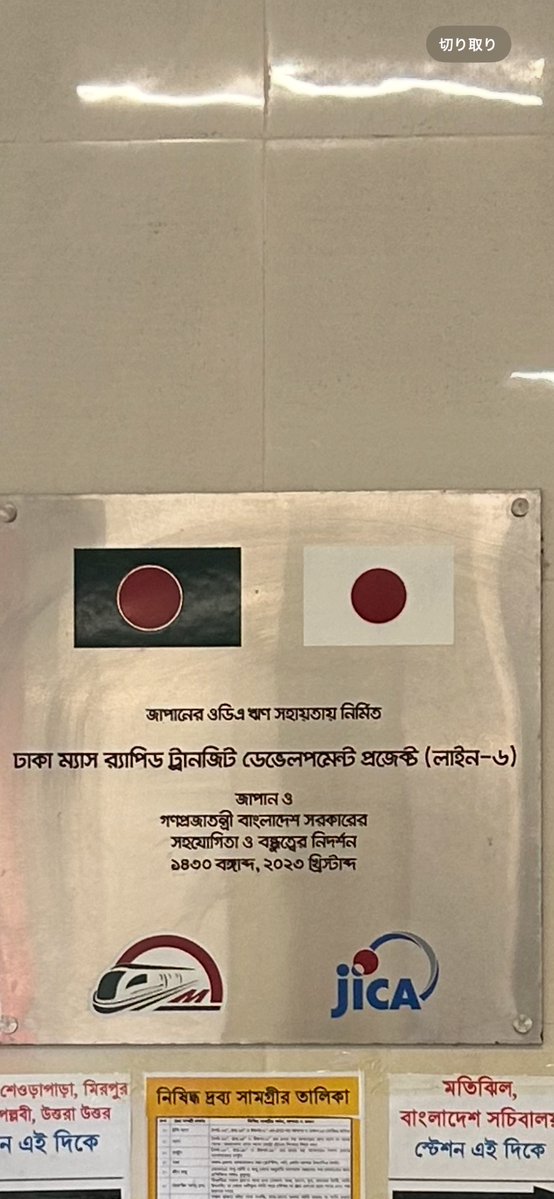 切り取り
জাপানের ওডিএ ঋণ সহায়তায় নির্মিত
ঢাকা ম্যাস র‍্যাপিড ট্রানজিট ডেভেলপমেন্ট প্রজেক্ট (লাইন-৬)
জাপান ও
গণপ্রজাতন্ত্রী বাংলাদেশ সরকারের
সহযোগিতা ও বন্ধুত্বের নিদর্শন
১৪৩০ বঙ্গাব্দ, ২০২৩ খ্রিস্টাব্দ
JICA
শেওড়াপাড়া, মিরপুর
পল্লবী, উত্তরা উত্তর
ন এই দিকে
নিষিদ্ধ দ্রব্য সামগ্রীর তালিকা
মতিঝিল,
বাংলাদেশ সচিবালয়
স্টেশন এই দিকে